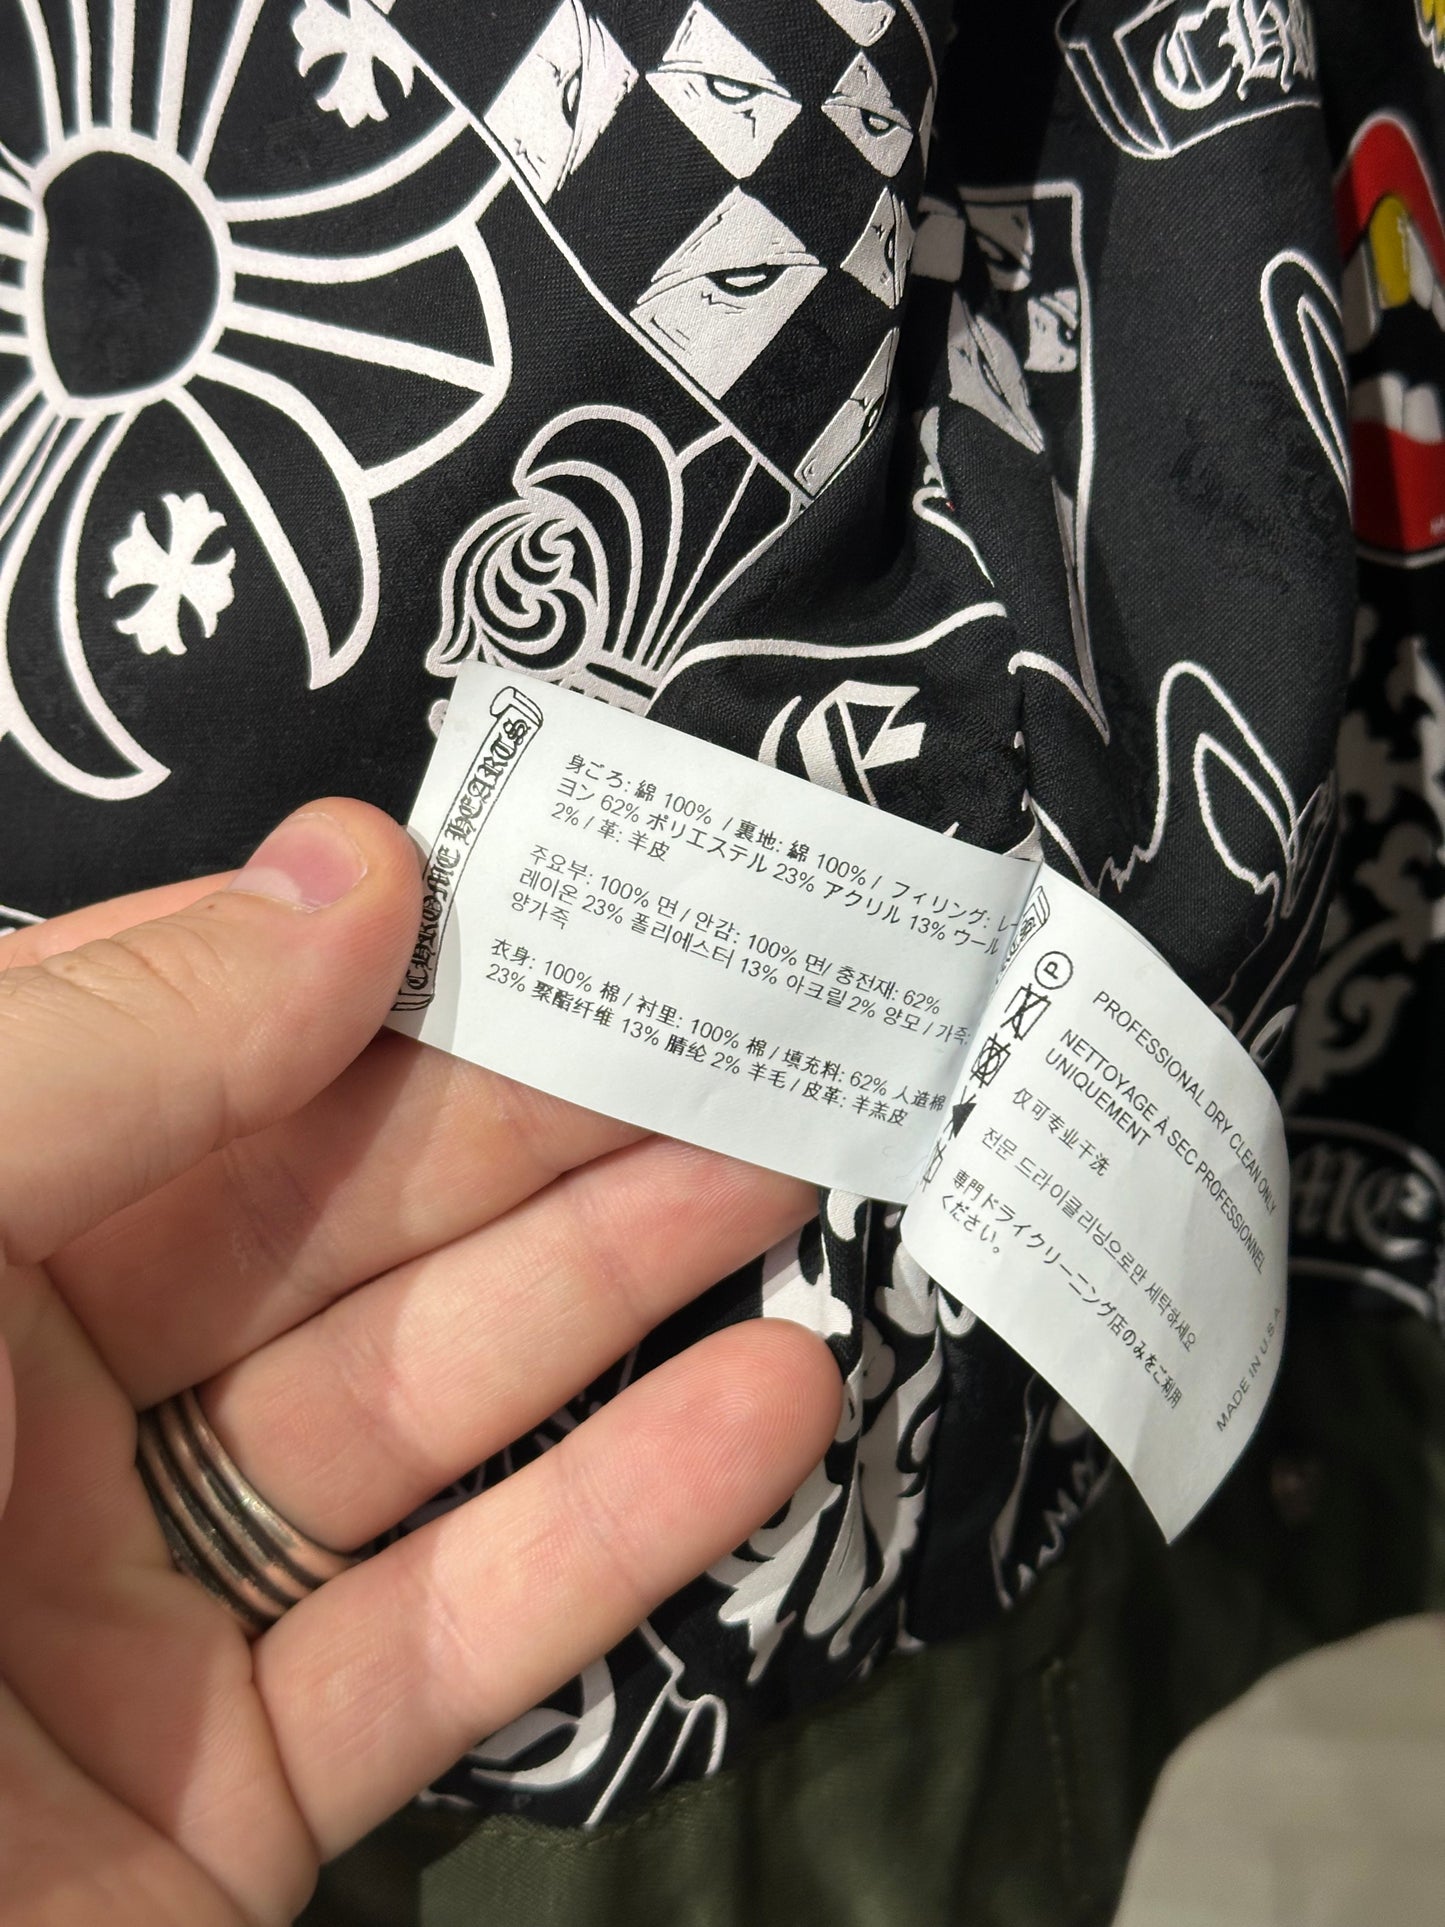 CHRO
CHROME HEARTS
身ごろ: 綿 100% / 裏地: 綿 100% / フィリング: レー
ヨン 62% ポリエステル 23% アクリル 13% ウール
2% / 革: 羊皮
주요부: 100% 면 / 안감: 100% 면/ 충전재: 62%
레이온 23% 폴리에스터 13% 아크릴 2% 양모 / 가죽:
양가죽
衣身: 100% 棉 / 衬里: 100% 棉 / 填充料: 62% 人造棉
23% 聚酯纤维 13% 腈纶 2% 羊毛 / 皮革: 羊羔皮
P
PROFESSIONAL DRY CLEAN ONLY
NETTOYAGE À SEC PROFESSIONNEL
UNIQUEMENT
仅可专业干洗
전문 드라이클리닝으로만 세탁하세요
専門ドライクリーニング店のみをご利用
ください。
MADE IN U.S.A